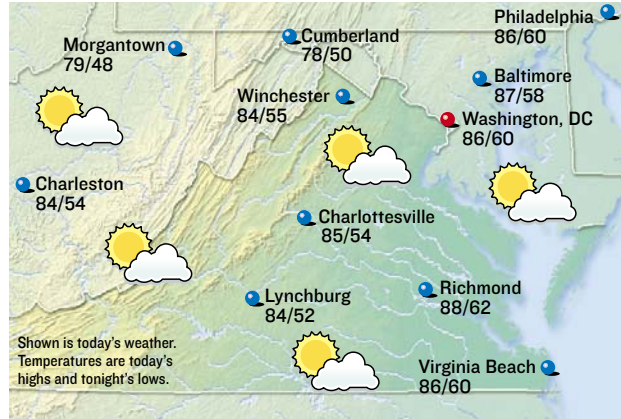 Philadelphia
86/60
Cumberland
78/50
Morgantown
79/48
Baltimore
87/58
Winchester
84/55
Washington, DC
86/60
Charleston
84/54
Charlottesville
85/54
Richmond
88/62
Lynchburg
84/52
Shown is today's weather.
Temperatures are today's
highs and tonight's lows.
Virginia Beach
86/60